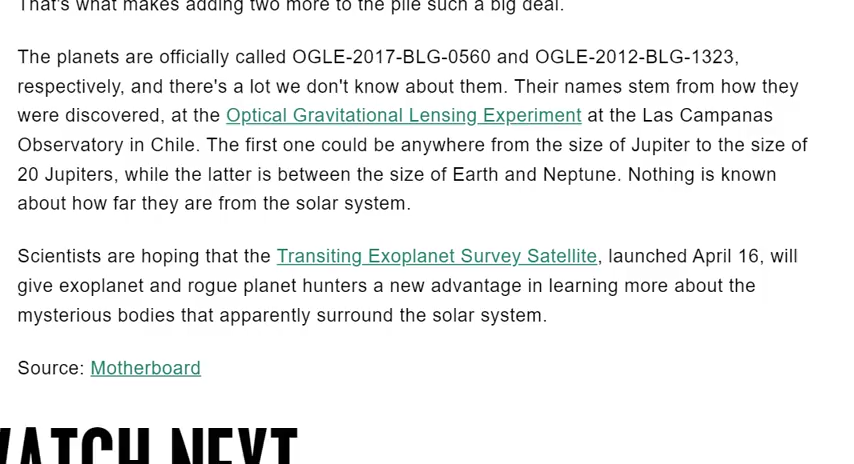 That's what makes adding two more to the pile such a big deal.
The planets are officially called OGLE-2017-BLG-0560 and OGLE-2012-BLG-1323,
respectively, and there's a lot we don't know about them. Their names stem from how they
were discovered, at the Optical Gravitational Lensing Experiment at the Las Campanas
Observatory in Chile. The first one could be anywhere from the size of Jupiter to the size of
20 Jupiters, while the latter is between the size of Earth and Neptune. Nothing is known
about how far they are from the solar system.
Scientists are hoping that the Transiting Exoplanet Survey Satellite, launched April 16, will
give exoplanet and rogue planet hunters a new advantage in learning more about the
mysterious bodies that apparently surround the solar system.
Source: Motherboard
WATCH NEXT